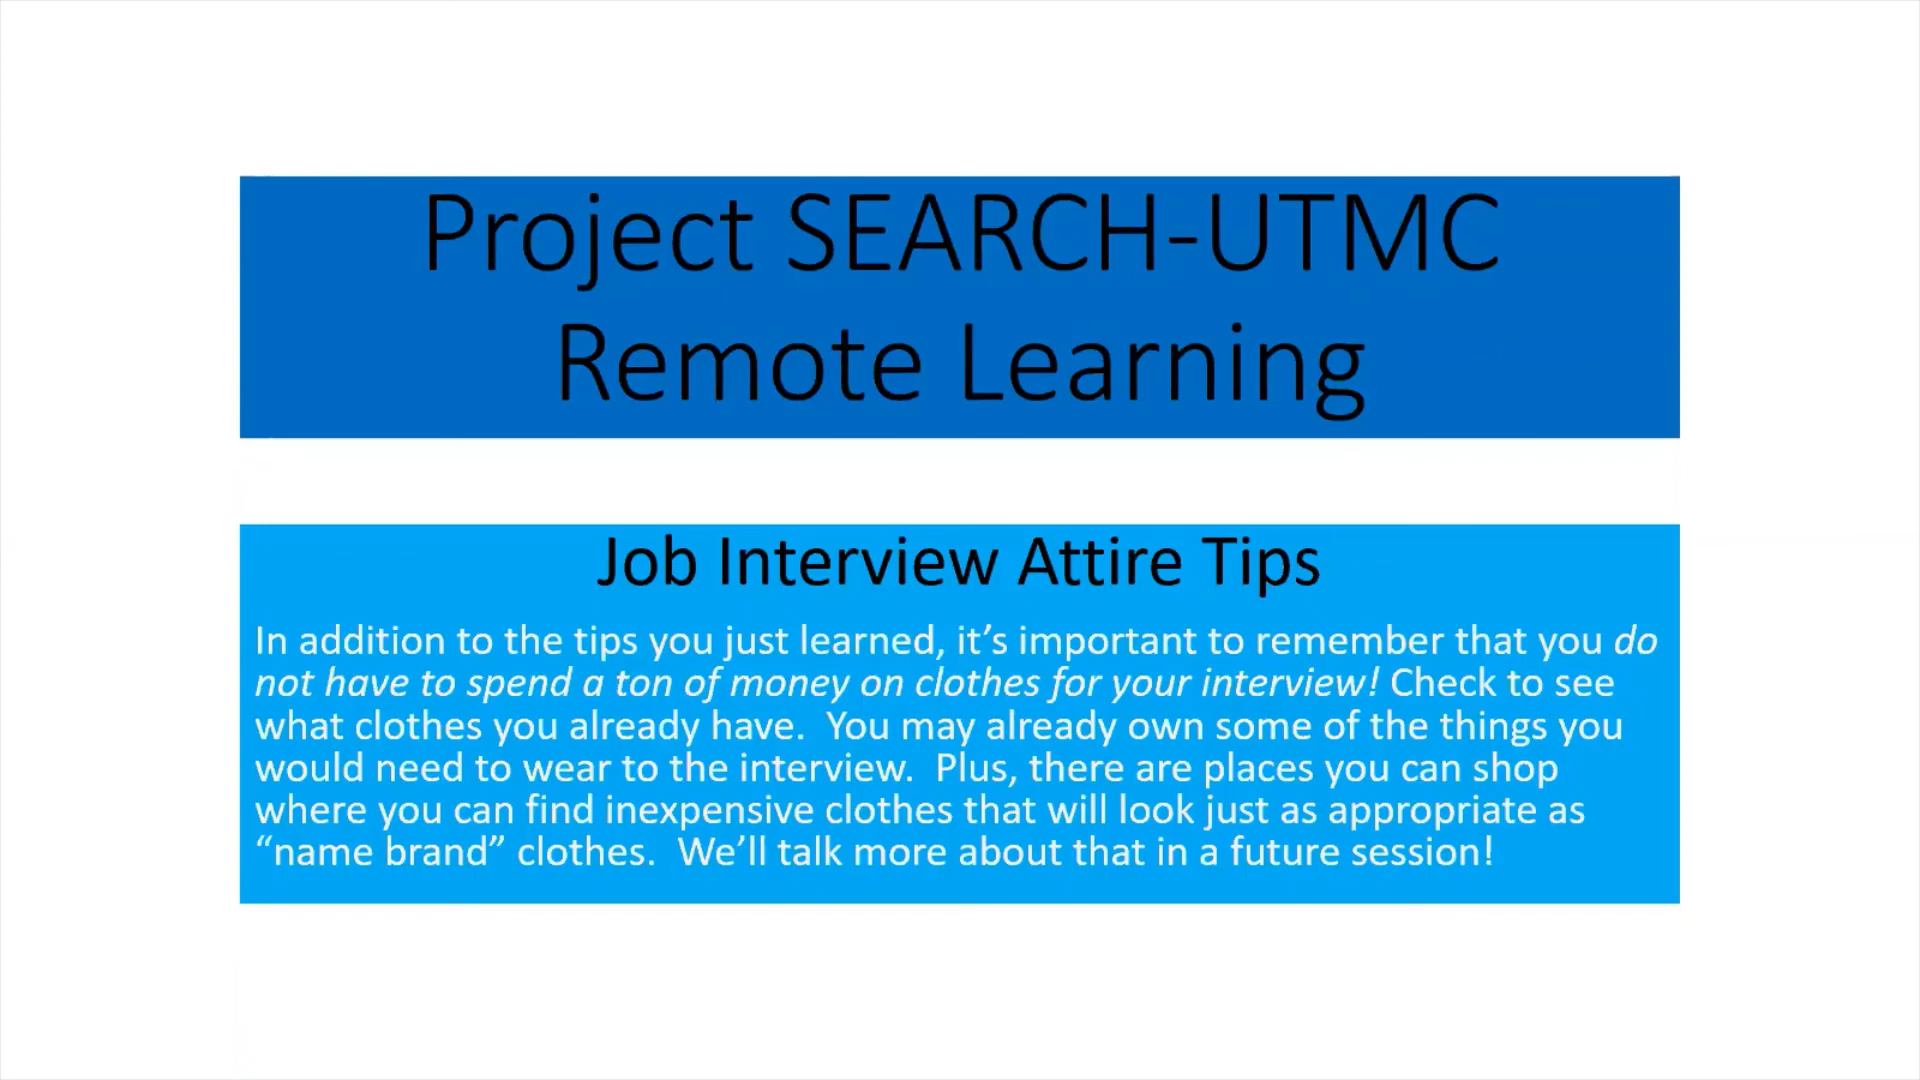 Project SEARCH-UTMC
Remote Learning
Job Interview Attire Tips
In addition to the tips you just learned, it’s important to remember that you do
not have to spend a ton of money on clothes for your interview! Check to see
what clothes you already have.  You may already own some of the things you
would need to wear to the interview.  Plus, there are places you can shop
where you can find inexpensive clothes that will look just as appropriate as
“name brand” clothes.  We’ll talk more about that in a future session!